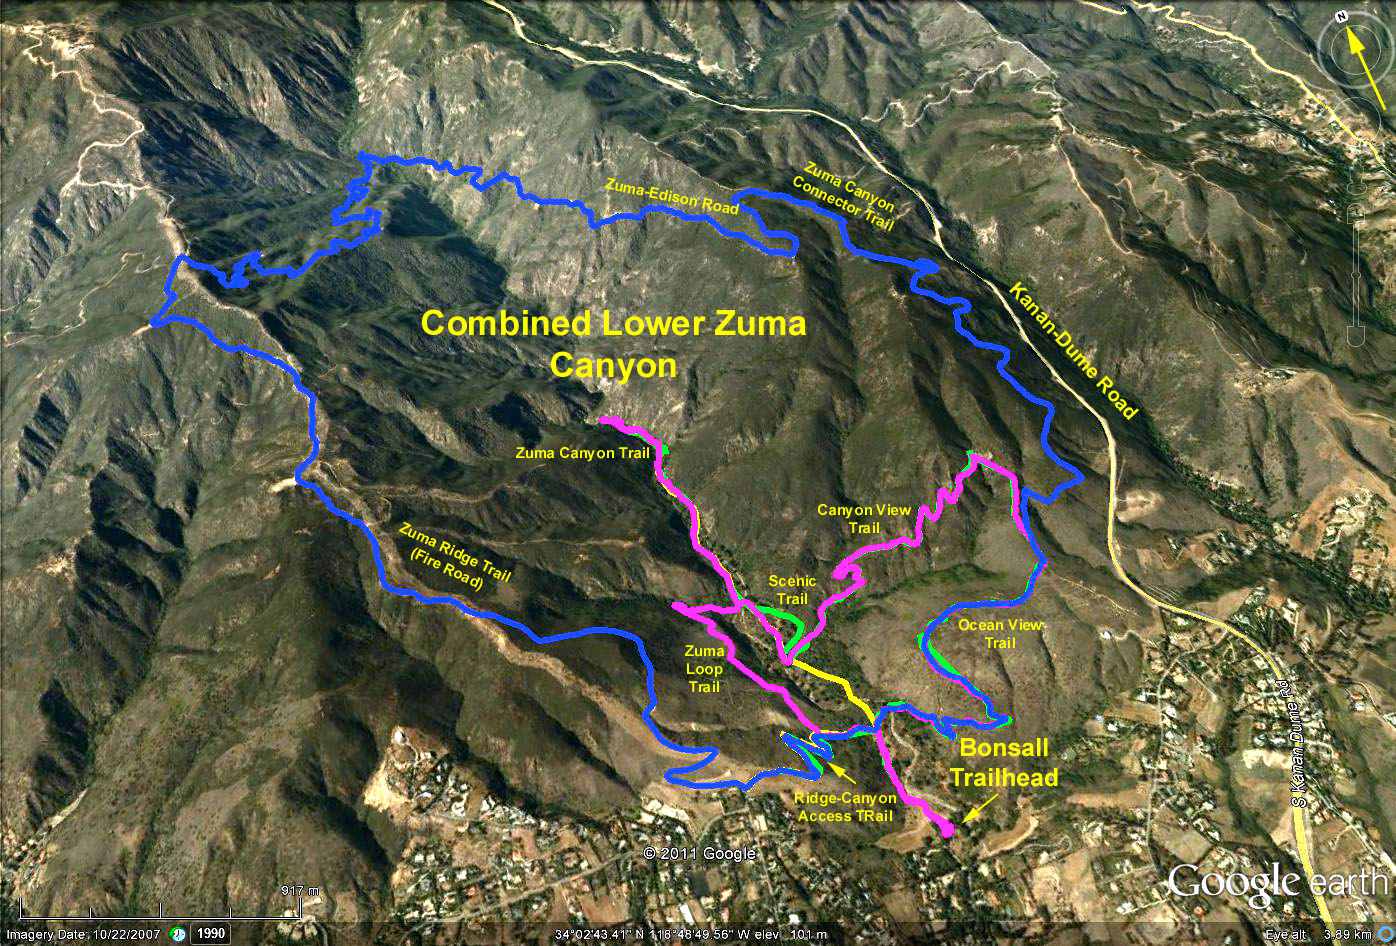 N
Zuma Canyon
Connector Trail
Zuma-Edison Road
Kanan-Dume Road
Combined Lower Zuma
Canyon
Zuma Canyon Trail
Canyon View
Trail
Zuma Ridge Trail
(Fire Road)
Scenic
Trail
Ocean View
Trail
Zuma
Loop
Trail
S Kanan Dume Rd
Bonsall
Trailhead
Ridge-Canyon
Access TRail
© 2011 Google
Google earth
917 m
Imagery Date: 10/22/2007
1990
34°02'43.41" N 118°48'49.56" W elev 101 m
Eye alt 3.89 km